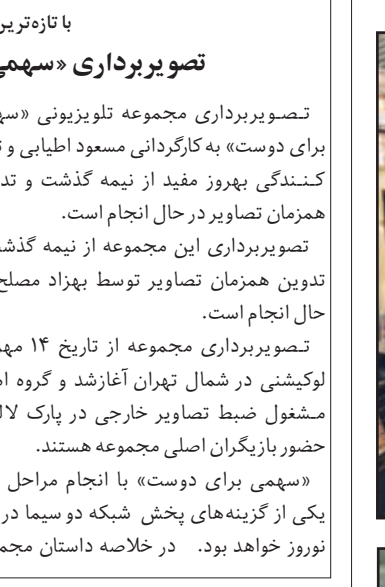 با تازه‌ترین
تصویربرداری «سهمی
تـصـویربرداری مجموعه تلویزیونی «سه
برای دوست» به کارگردانی مسعود اطیابی و ت
کـنـندگی بهروز مفید از نیمه گذشت و تد
همزمان تصاویر در حال انجام است.
تصویربرداری این مجموعه از نیمه گذش
تدوین همزمان تصاویر توسط بهزاد مصلح
حال انجام است.
تـصویربرداری مجموعه از تاریخ ۱۴ مه
لوکیشنی در شمال تهران آغازشد و گروه ا
مـشغول ضبط تصاویر خارجی در پارک لال
حضور بازیگران اصلی مجموعه هستند.
«سهمی برای دوست» با انجام مراحل
یکی از گزینه‌های پخش شبکه دو سیما در
نوروز خواهد بود. در خلاصه داستان مجم